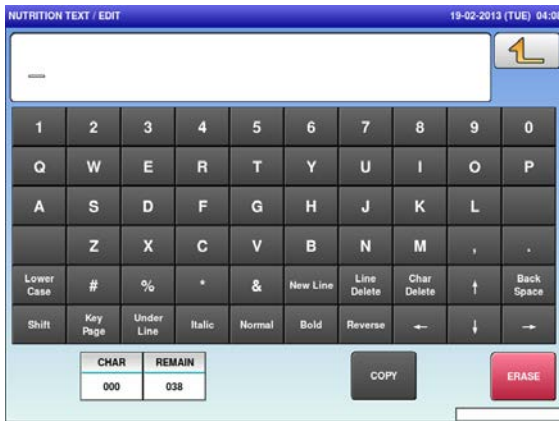 NUTRITION TEXT / EDIT 19-02-2013 (TUE) 04:08
_
1 2 3 4 5 6 7 8 9 0
Q W E R T Y U I O P
A S D F G H J K L
Z X C V B N M , .
Lower Case # % * & New Line Line Delete Char Delete ↑ Back Space
Shift Key Page Under Line Italic Normal Bold Reverse ← ↓ →
CHAR REMAIN COPY ERASE
000 038